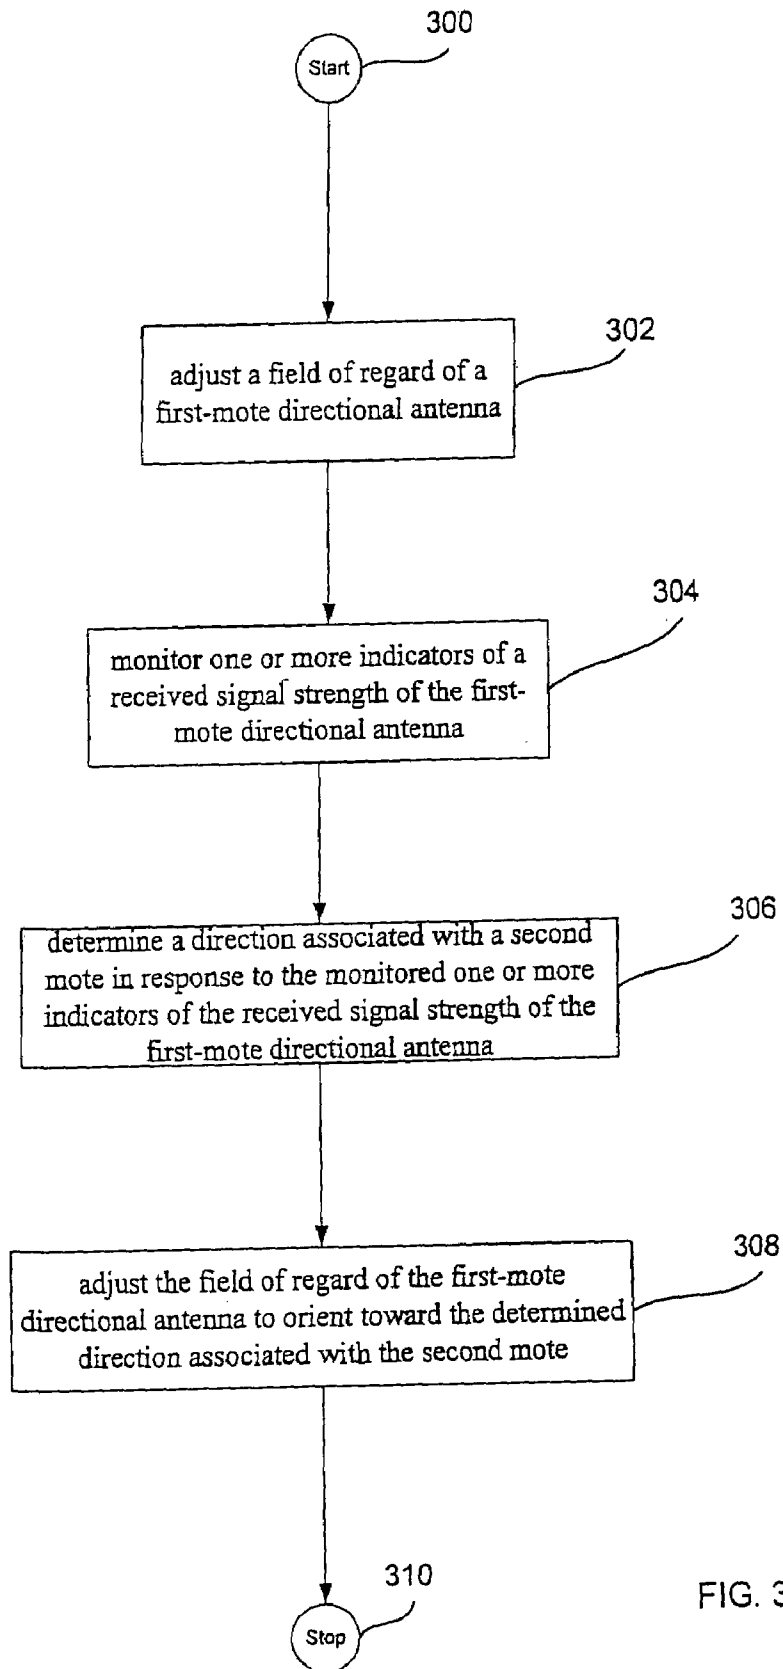 300
Start
302
adjust a field of regard of a
first-mote directional antenna
304
monitor one or more indicators of a
received signal strength of the first-
mote directional antenna
306
determine a direction associated with a second
mote in response to the monitored one or more
indicators of the received signal strength of the
first-mote directional antenna
308
adjust the field of regard of the first-mote
directional antenna to orient toward the determined
direction associated with the second mote
310
Stop
FIG. 3